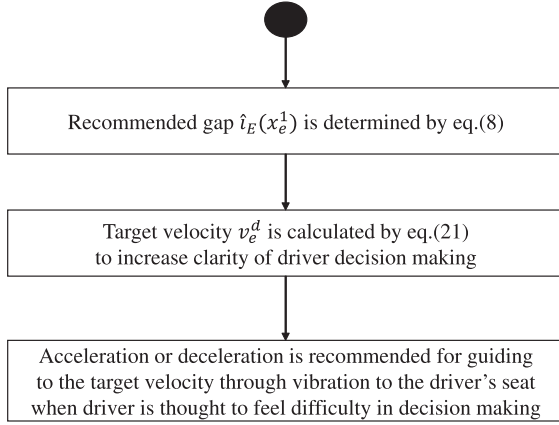 Recommended gap î_E(x_e^1) is determined by eq.(8)
Target velocity v_e^d is calculated by eq.(21)
to increase clarity of driver decision making
Acceleration or deceleration is recommended for guiding
to the target velocity through vibration to the driver's seat
when driver is thought to feel difficulty in decision making